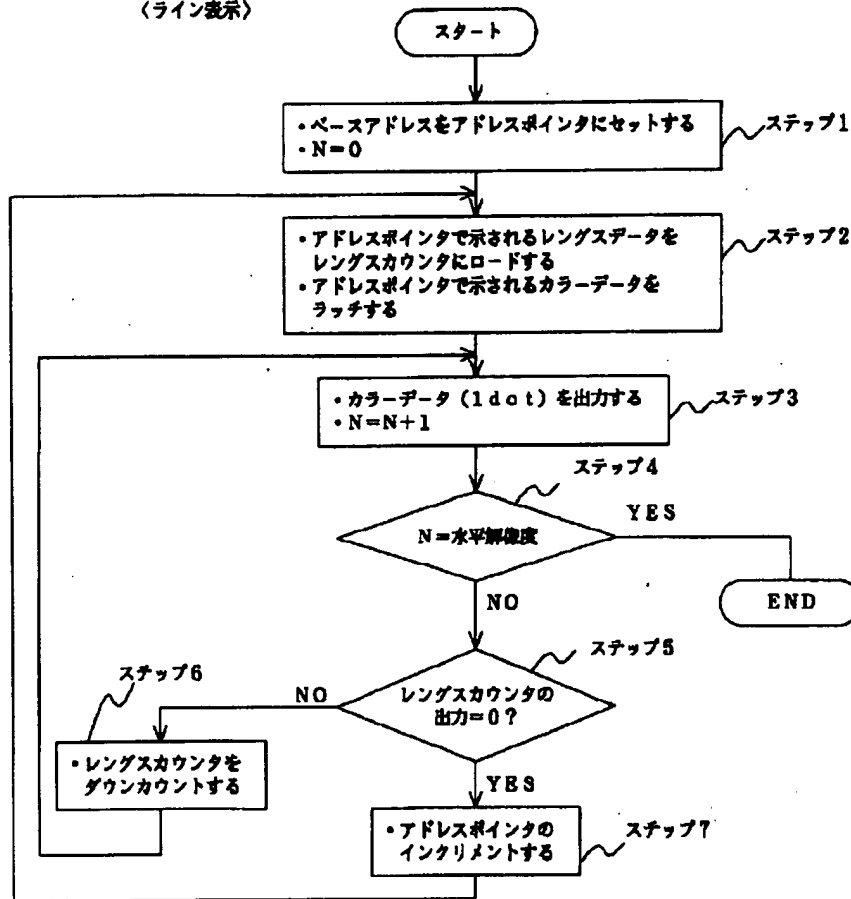 〈ライン表示〉
スタート
・ベースアドレスをアドレスポインタにセットする
・N=0
ステップ1
・アドレスポインタで示されるレングスデータを
レングスカウンタにロードする
・アドレスポインタで示されるカラーデータを
ラッチする
ステップ2
・カラーデータ(1dot)を出力する
・N=N+1
ステップ3
ステップ4
N=水平解像度
YES
END
NO
ステップ5
レングスカウンタの
出力=0?
NO
ステップ6
・レングスカウンタを
ダウンカウントする
YES
・アドレスポインタの
インクリメントする
ステップ7